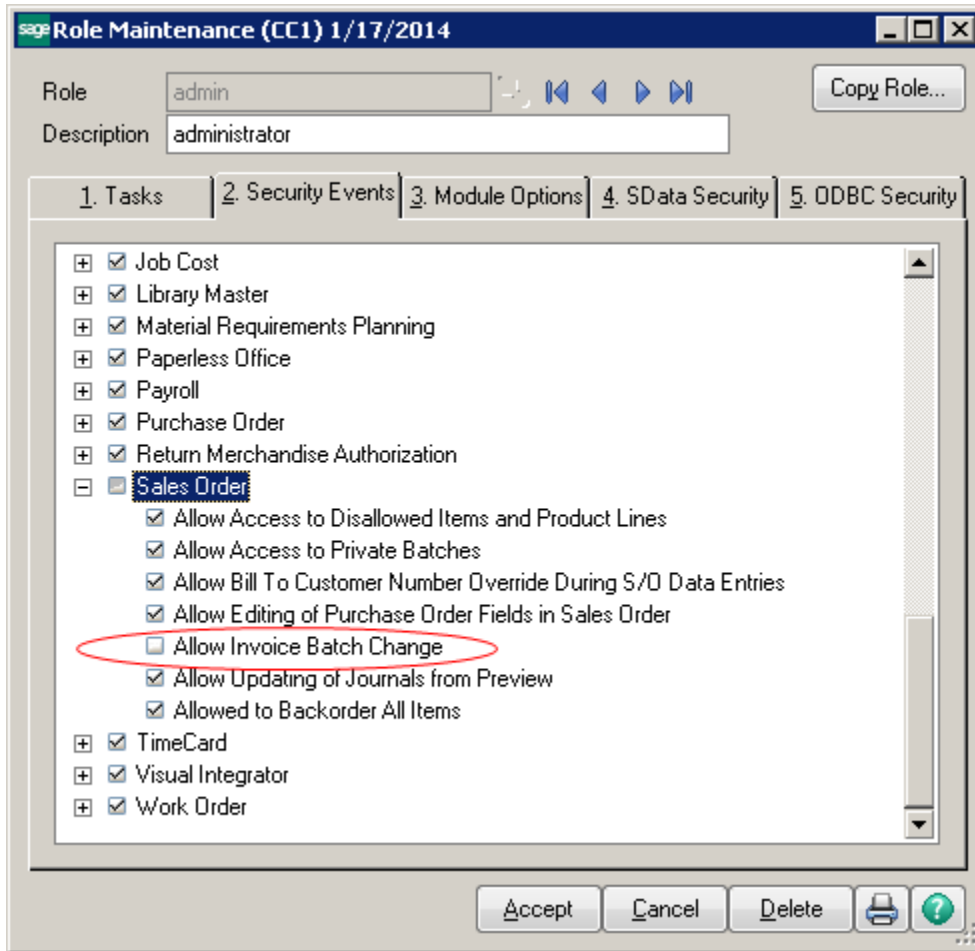 sage Role Maintenance (CC1) 1/17/2014
Role admin Copy Role...
Description administrator
1. Tasks 2. Security Events 3. Module Options 4. SData Security 5. ODBC Security
Job Cost
Library Master
Material Requirements Planning
Paperless Office
Payroll
Purchase Order
Return Merchandise Authorization
Sales Order
Allow Access to Disallowed Items and Product Lines
Allow Access to Private Batches
Allow Bill To Customer Number Override During S/O Data Entries
Allow Editing of Purchase Order Fields in Sales Order
Allow Invoice Batch Change
Allow Updating of Journals from Preview
Allowed to Backorder All Items
TimeCard
Visual Integrator
Work Order
Accept Cancel Delete ?